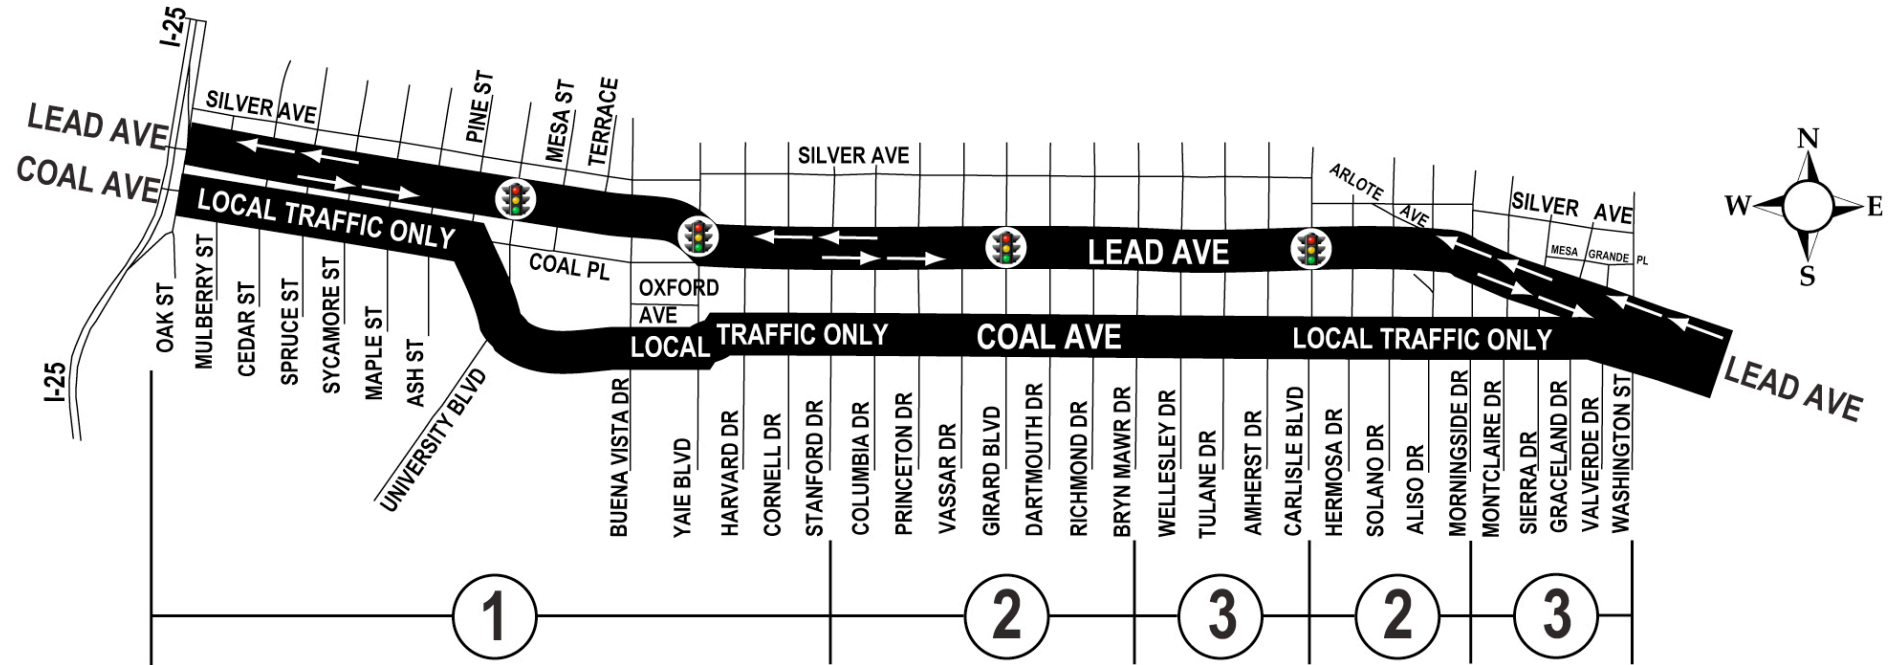 I-25
LEAD AVE
COAL AVE
SILVER AVE
PINE ST
MESA ST
TERRACE
SILVER AVE
ARLOTE
AVE
SILVER AVE
MESA GRANDE PL
N
W
E
S
LOCAL TRAFFIC ONLY
COAL PL
OXFORD
AVE
LEAD AVE
LOCAL
TRAFFIC ONLY
COAL AVE
LOCAL TRAFFIC ONLY
LEAD AVE
I-25
OAK ST
MULBERRY ST
CEDAR ST
SPRUCE ST
SYCAMORE ST
MAPLE ST
ASH ST
UNIVERSITY BLVD
BUENA VISTA DR
YAIE BLVD
HARVARD DR
CORNELL DR
STANFORD DR
COLUMBIA DR
PRINCETON DR
VASSAR DR
GIRARD BLVD
DARTMOUTH DR
RICHMOND DR
BRYN MAWR DR
WELLESLEY DR
TULANE DR
AMHERST DR
CARLISLE BLVD
HERMOSA DR
SOLANO DR
ALISO DR
MORNINGSIDE DR
MONTCLAIRE DR
SIERRA DR
GRACELAND DR
VALVERDE DR
WASHINGTON ST
1
2
3
2
3